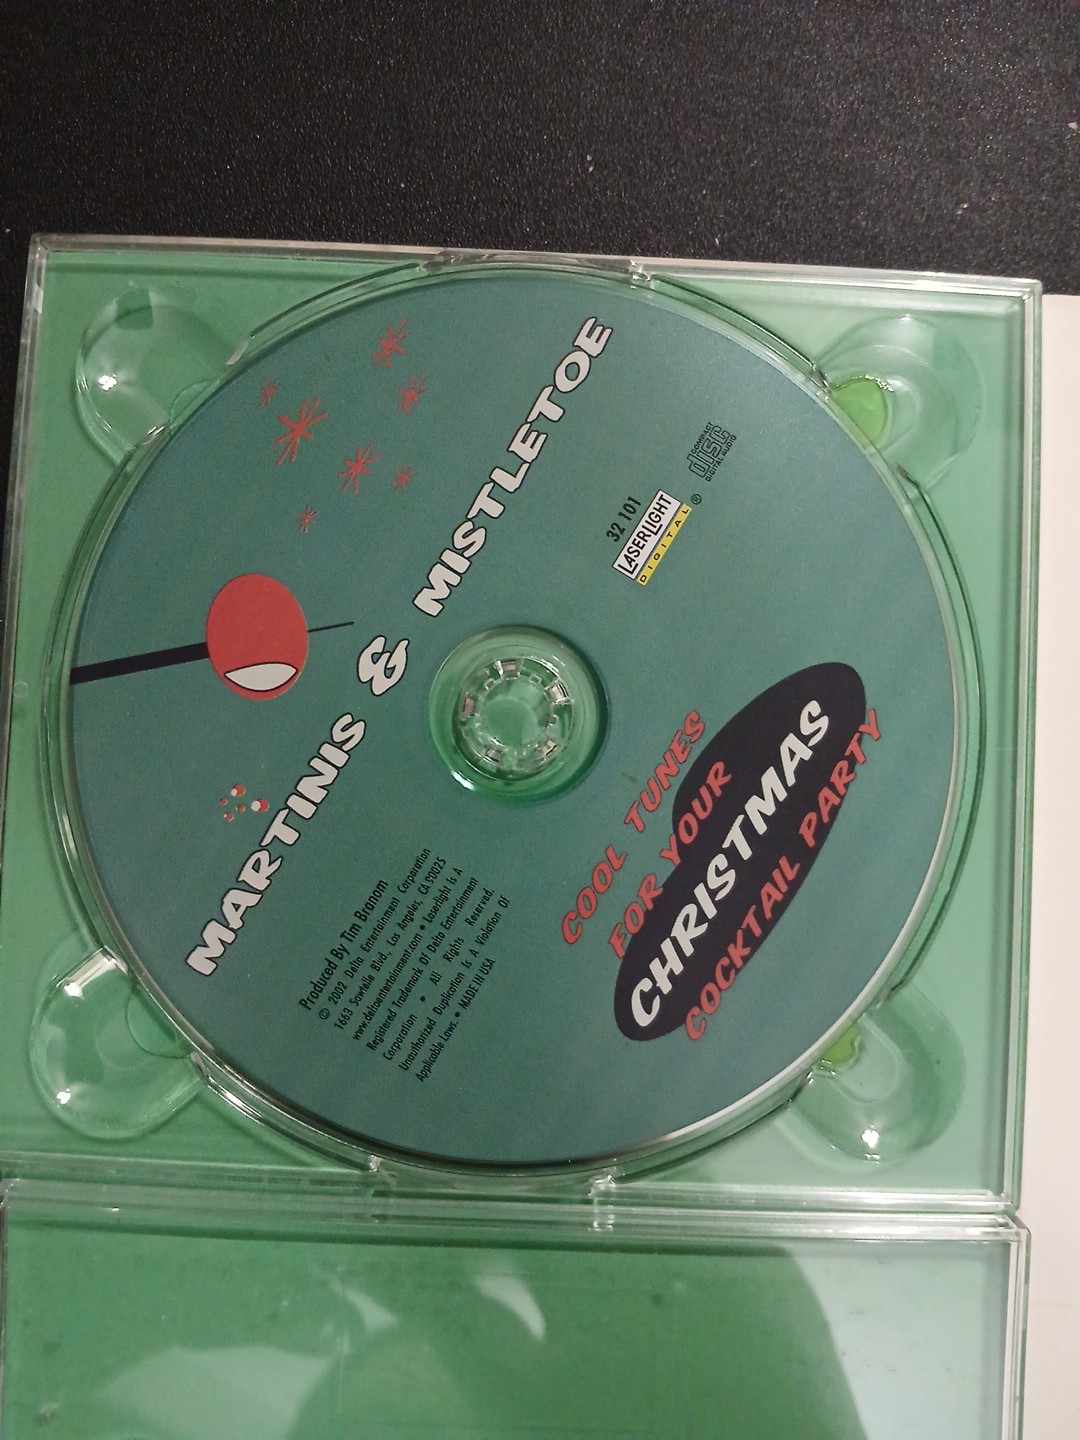 MARTINIS & MISTLETOE
32 101
LASERLIGHT
DIGITAL ®
COMPACT
disc
DIGITAL AUDIO
Produced By Tim Branom
© 2002 Delta Entertainment Corporation
1663 Sawtelle Blvd., Los Angeles, CA 90025
www.deltaentertainment.com • Laserlight Is A
Registered Trademark Of Delta Entertainment
Corporation • All Rights Reserved.
Unauthorized Duplication Is A Violation Of
Applicable Laws. • MADE IN USA
COOL TUNES
FOR YOUR
CHRISTMAS
COCKTAIL PARTY